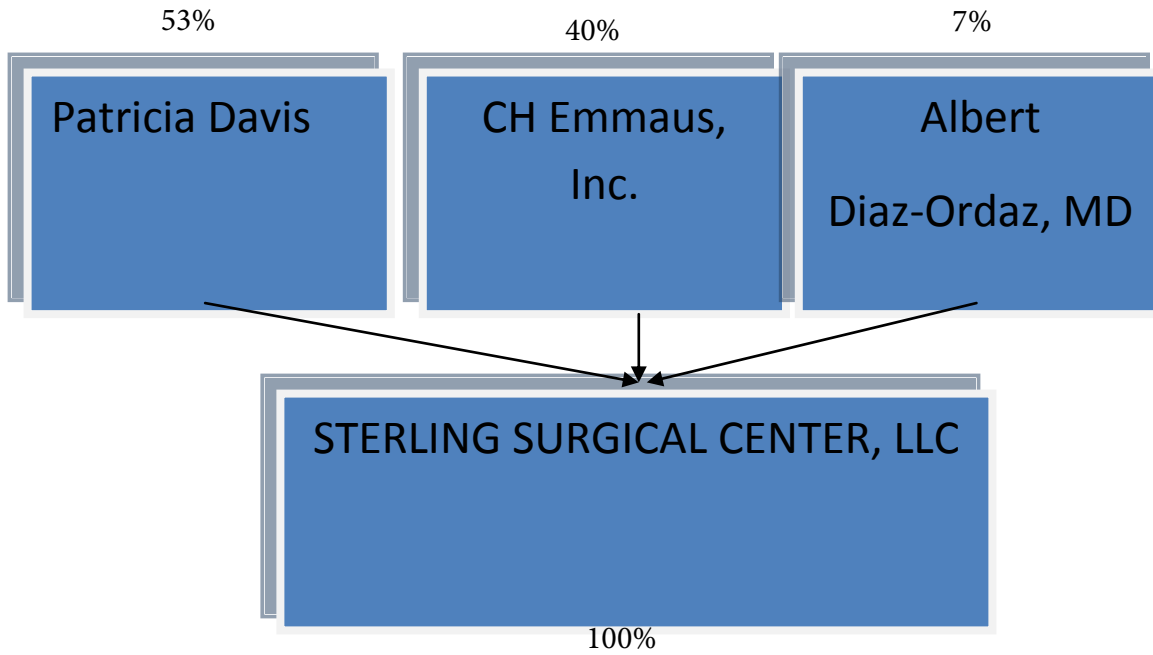 53%
40%
7%
Patricia Davis
CH Emmaus,
Inc.
Albert
Diaz-Ordaz, MD
STERLING SURGICAL CENTER, LLC
100%